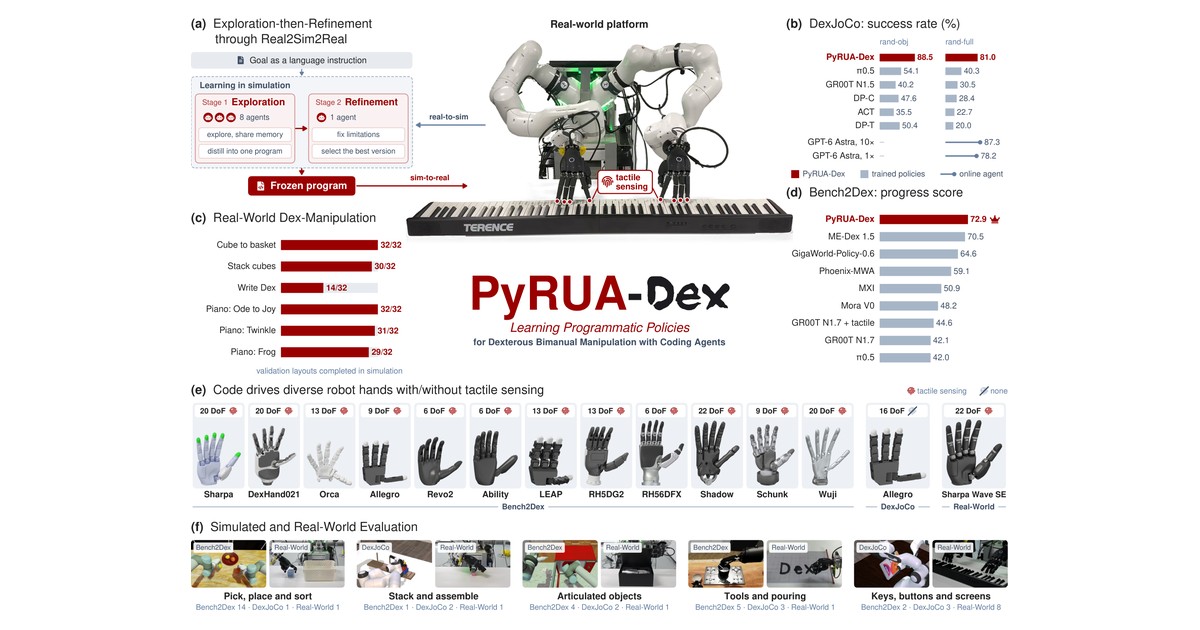 (a) Exploration-then-Refinement
through Real2Sim2Real
Goal as a language instruction
Learning in simulation
Stage 1 Exploration
8 agents
explore, share memory
distill into one program
Stage 2 Refinement
1 agent
fix limitations
select the best version
Frozen program
real-to-sim
sim-to-real
Real-world platform
tactile
sensing
TERENCE
(b) DexJoCo: success rate (%)
rand-obj rand-full
PyRUA-Dex 88.5 81.0
π0.5 54.1 40.3
GR00T N1.5 40.2 30.5
DP-C 47.6 28.4
ACT 35.5 22.7
DP-T 50.4 20.0
GPT-6 Astra, 10× – 87.3
GPT-6 Astra, 1× – 78.2
PyRUA-Dex trained policies online agent
(c) Real-World Dex-Manipulation
Cube to basket 32/32
Stack cubes 30/32
Write Dex 14/32
Piano: Ode to Joy 32/32
Piano: Twinkle 31/32
Piano: Frog 29/32
validation layouts completed in simulation
PyRUA-Dex
Learning Programmatic Policies
for Dexterous Bimanual Manipulation with Coding Agents
(d) Bench2Dex: progress score
PyRUA-Dex 72.9
ME-Dex 1.5 70.5
GigaWorld-Policy-0.6 64.6
Phoenix-MWA 59.1
MXI 50.9
Mora V0 48.2
GR00T N1.7 + tactile 44.6
GR00T N1.7 42.1
π0.5 42.0
(e) Code drives diverse robot hands with/without tactile sensing
tactile sensing none
20 DoF 20 DoF 13 DoF 9 DoF 6 DoF 6 DoF 13 DoF 13 DoF 6 DoF 22 DoF 9 DoF 20 DoF 16 DoF 22 DoF
Sharpa DexHand021 Orca Allegro Revo2 Ability LEAP RH5DG2 RH56DFX Shadow Schunk Wuji Allegro Sharpa Wave SE
Bench2Dex DexJoCo Real-World
(f) Simulated and Real-World Evaluation
Bench2Dex Real-World DexJoCo Real-World Bench2Dex Real-World Bench2Dex Real-World DexJoCo Real-World
Dex
Pick, place and sort Stack and assemble Articulated objects Tools and pouring Keys, buttons and screens
Bench2Dex 14 · DexJoCo 1 · Real-World 1 Bench2Dex 1 · DexJoCo 2 · Real-World 1 Bench2Dex 4 · DexJoCo 2 · Real-World 1 Bench2Dex 5 · DexJoCo 3 · Real-World 1 Bench2Dex 2 · DexJoCo 3 · Real-World 8